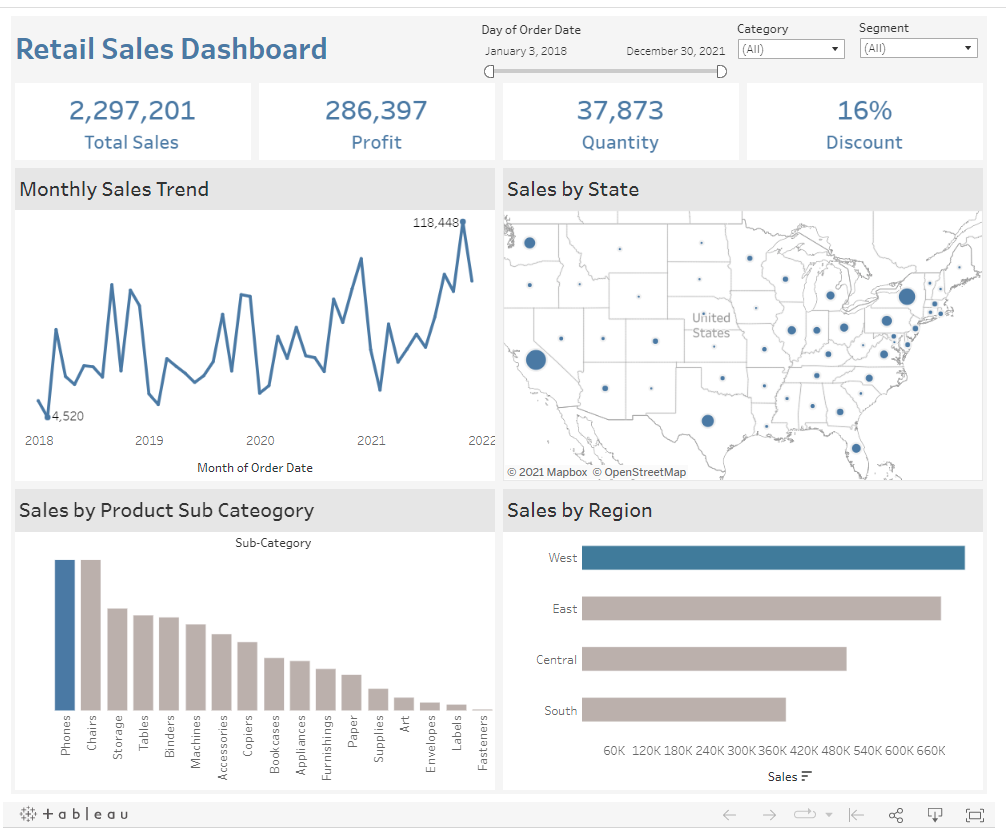 Retail Sales Dashboard
Day of Order Date
January 3, 2018 December 30, 2021
Category
(All)
Segment
(All)
2,297,201
Total Sales
286,397
Profit
37,873
Quantity
16%
Discount
Monthly Sales Trend
118,448
4,520
2018 2019 2020 2021 2022
Month of Order Date
Sales by State
United
States
© 2021 Mapbox © OpenStreetMap
Sales by Product Sub Cateogory
Sub-Category
Phones
Chairs
Storage
Tables
Binders
Machines
Accessories
Copiers
Bookcases
Appliances
Furnishings
Paper
Supplies
Art
Envelopes
Labels
Fasteners
Sales by Region
West
East
Central
South
60K 120K 180K 240K 300K 360K 420K 480K 540K 600K 660K
Sales
+ableau